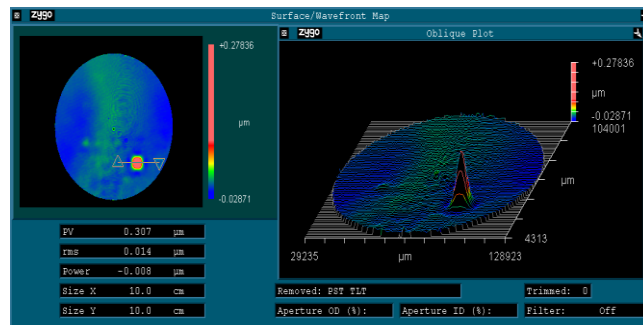 zygo Surface/Wavefront Map
+0.27836
µm
-0.02871
PV 0.307 µm
rms 0.014 µm
Power -0.008 µm
Size X 10.0 cm
Size Y 10.0 cm
zygo Oblique Plot
+0.27836
µm
-0.02871
104001
µm
4313
29235 µm 128923
Removed: PST TLT Trimmed: 0
Aperture OD (%): Aperture ID (%): Filter: Off